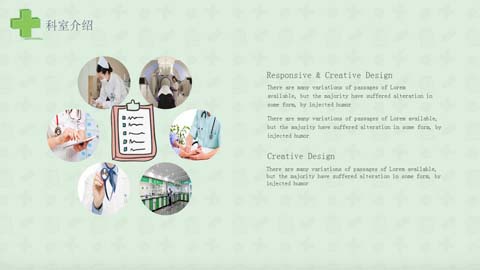 科室介绍
Responsive & Creative Design
There are many variations of passages of Lorem
available, but the majority have suffered alteration in
some form, by injected humor
There are many variations of passages of Lorem
available, but the majority have suffered alteration
in some form, by injected humor
Creative Design
There are many variations of passages of Lorem available,
but the majority have suffered alteration in some form, by
injected humor